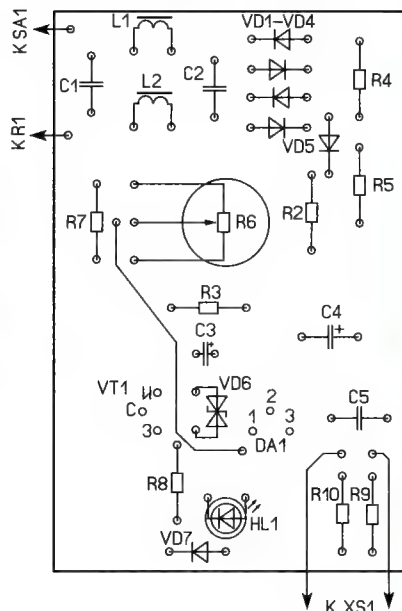 K SA1
L1
VD1-VD4
C1
L2
C2
R4
K R1
VD5
R7
R6
R2
R5
R3
C3
C4
VT1
И
C
3
VD6
1
2
3
DA1
C5
R8
HL1
R10
R9
VD7
K XS1